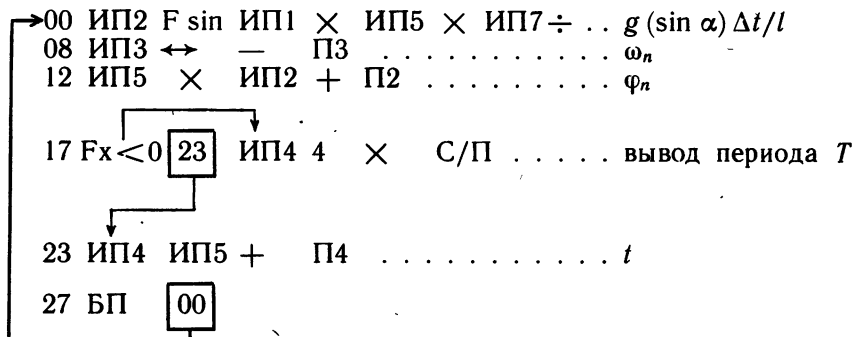 00 ИП2 F sin ИП1 × ИП5 × ИП7 ÷ . . g (sin α) Δt/l
08 ИП3 ↔ — П3 . . . . . . . . . . . ωn
12 ИП5 × ИП2 + П2 . . . . . . . . . φn
17 Fx<0 23 ИП4 4 × С/П . . . . . вывод периода T
23 ИП4 ИП5 + П4 . . . . . . . . . . . . t
27 БП 00